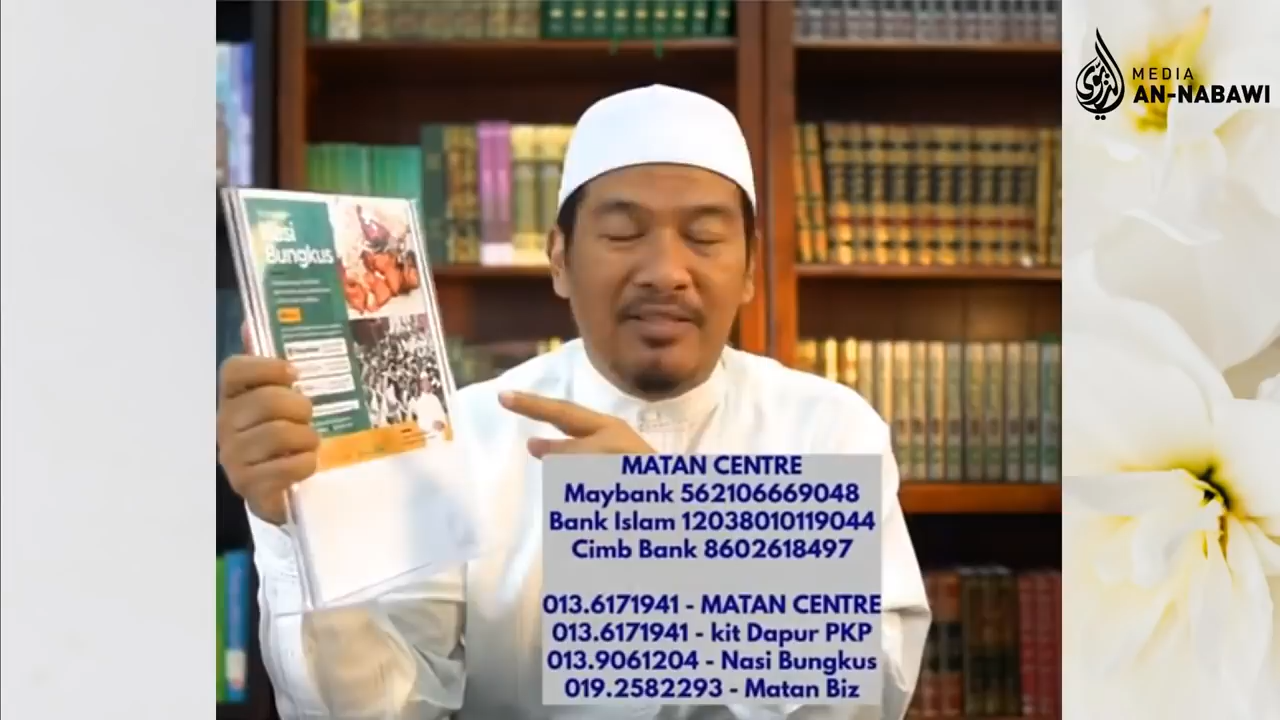 MEDIA
AN-NABAWI
Nasi
Bungkus
MATAN CENTRE
Maybank 562106669048
Bank Islam 12038010119044
Cimb Bank 8602618497
013.6171941 - MATAN CENTRE
013.6171941 - kit Dapur PKP
013.9061204 - Nasi Bungkus
019.2582293 - Matan Biz